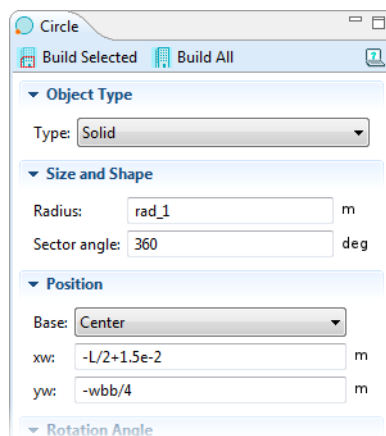 Circle
Build Selected Build All
Object Type
Type: Solid
Size and Shape
Radius: rad_1 m
Sector angle: 360 deg
Position
Base: Center
xw: -L/2+1.5e-2 m
yw: -wbb/4 m
Rotation Angle